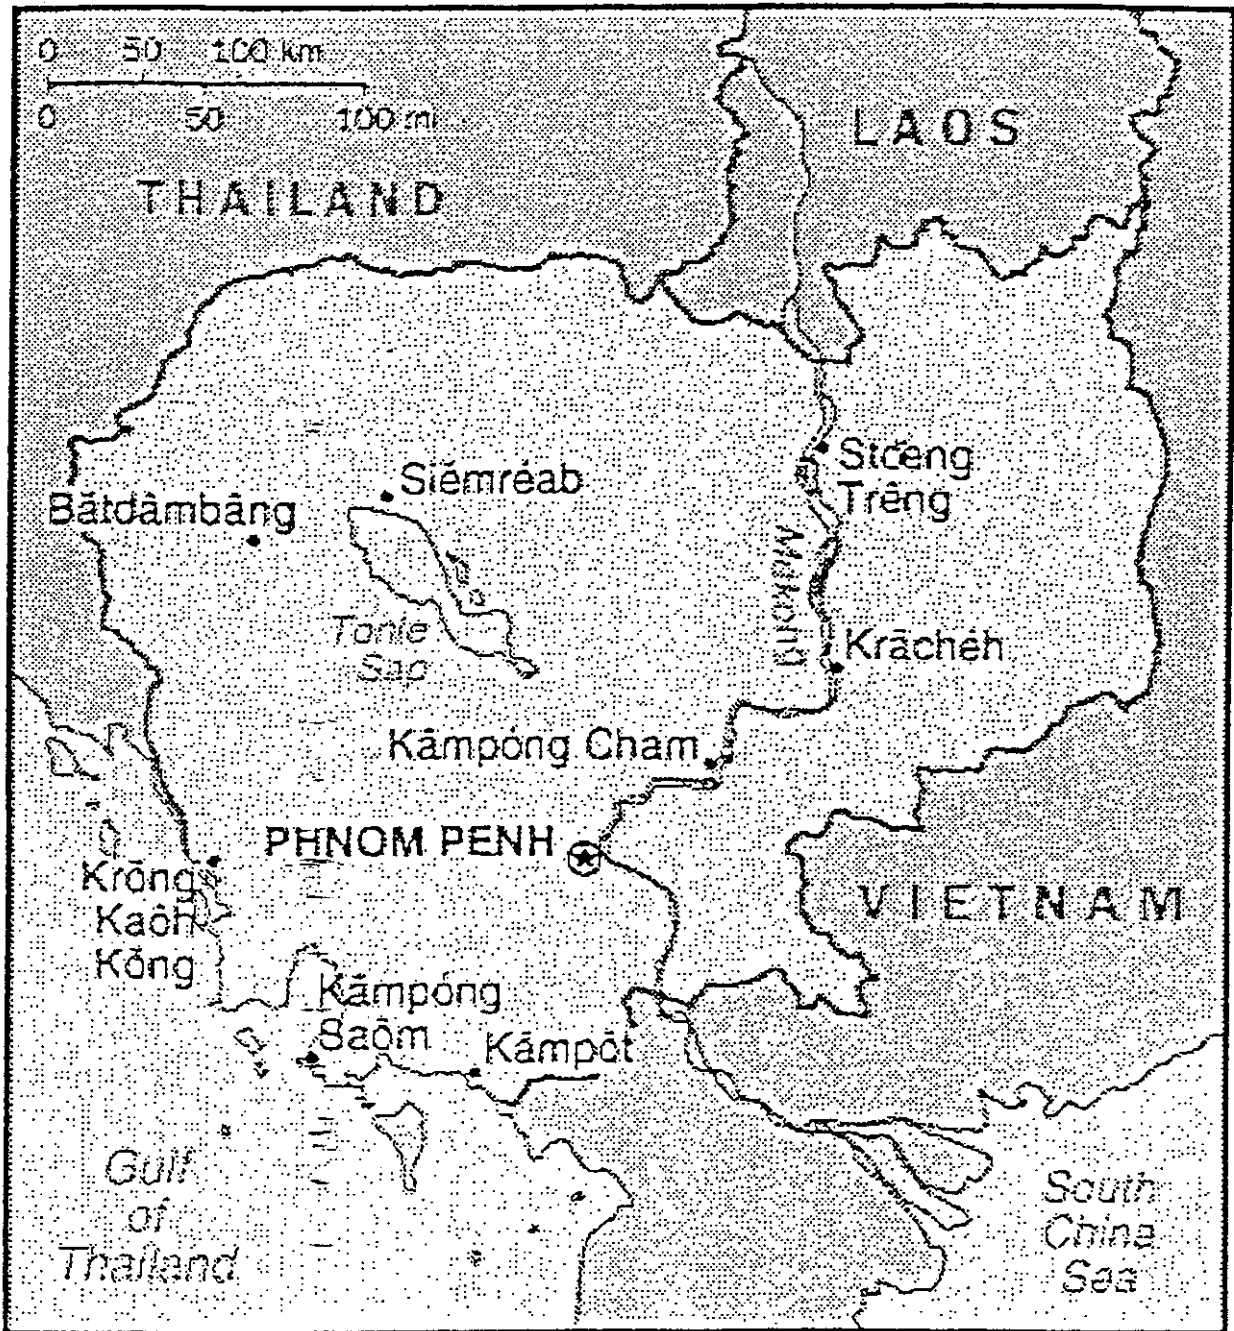 0 50 100 km
0 50 100 mi
LAOS
THAILAND
Stœng
Trêng
Siĕmréab
Bătdâmbâng
Mekong
Tonle
Sap
Krâchéh
Kâmpóng Cham
PHNOM PENH
Krŏng
Kaôh
Kŏng
VIETNAM
Kâmpóng
Saôm
Kâmpôt
Gulf
of
Thailand
South
China
Sea